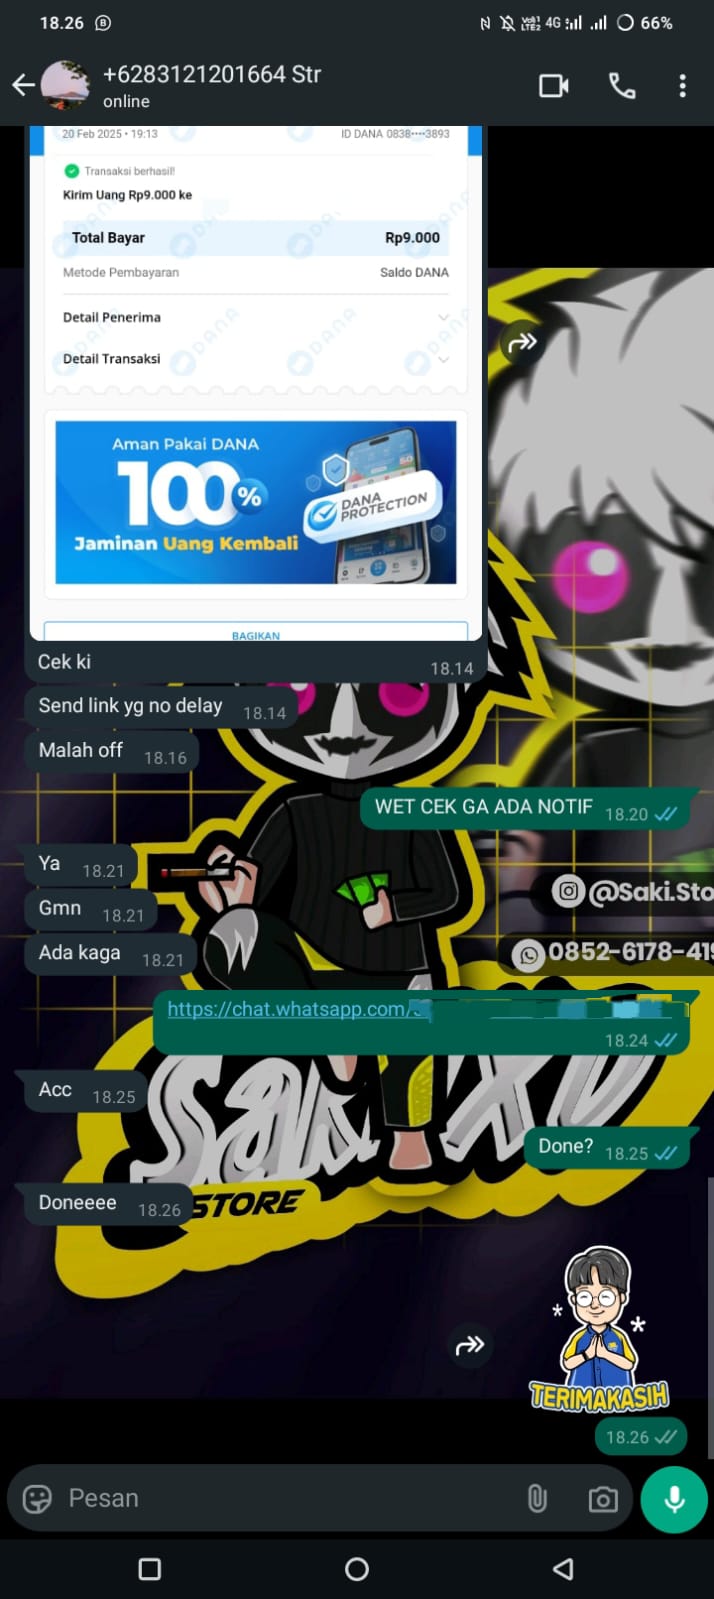 18.26
4G
66%
+6283121201664 Str
online
20 Feb 2025 • 19:13
ID DANA 0838····3893
Transaksi berhasil!
Kirim Uang Rp9.000 ke
Total Bayar
Rp9.000
Metode Pembayaran
Saldo DANA
Detail Penerima
Detail Transaksi
Aman Pakai DANA
100%
DANA
PROTECTION
Jaminan Uang Kembali
BAGIKAN
Cek ki
18.14
Send link yg no delay
18.14
Malah off
18.16
WET CEK GA ADA NOTIF
18.20
Ya
18.21
Gmn
18.21
@Saki.Sto
Ada kaga
18.21
0852-6178-419
https://chat.whatsapp.com/
18.24
Acc
18.25
Done?
18.25
Doneeee
18.26
STORE
TERIMAKASIH
18.26
Pesan